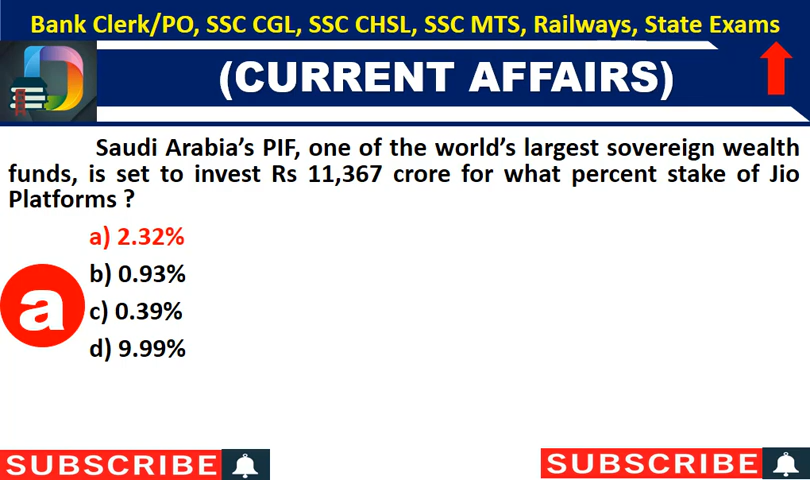 Bank Clerk/PO, SSC CGL, SSC CHSL, SSC MTS, Railways, State Exams
(CURRENT AFFAIRS)
Saudi Arabia's PIF, one of the world's largest sovereign wealth
funds, is set to invest Rs 11,367 crore for what percent stake of Jio
Platforms ?
a) 2.32%
b) 0.93%
a
c) 0.39%
d) 9.99%
SUBSCRIBE
SUBSCRIBE